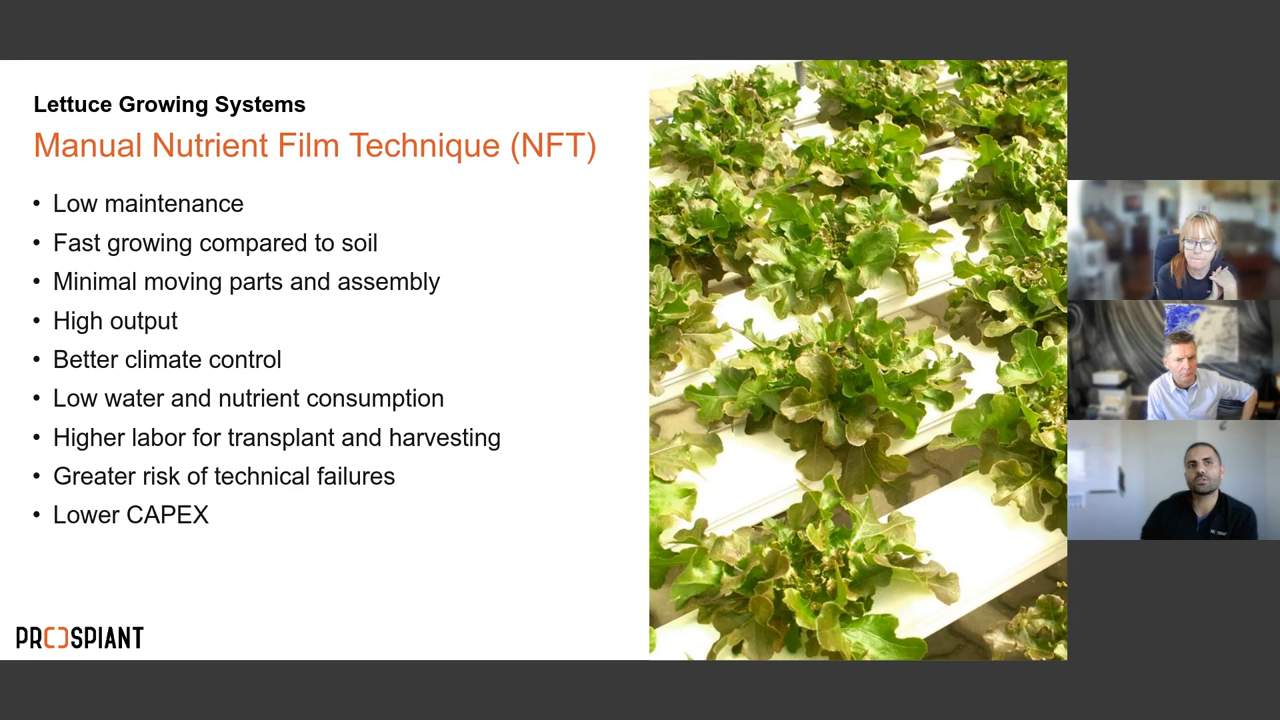 Lettuce Growing Systems
Manual Nutrient Film Technique (NFT)
• Low maintenance
• Fast growing compared to soil
• Minimal moving parts and assembly
• High output
• Better climate control
• Low water and nutrient consumption
• Higher labor for transplant and harvesting
• Greater risk of technical failures
• Lower CAPEX
PROSPIANT